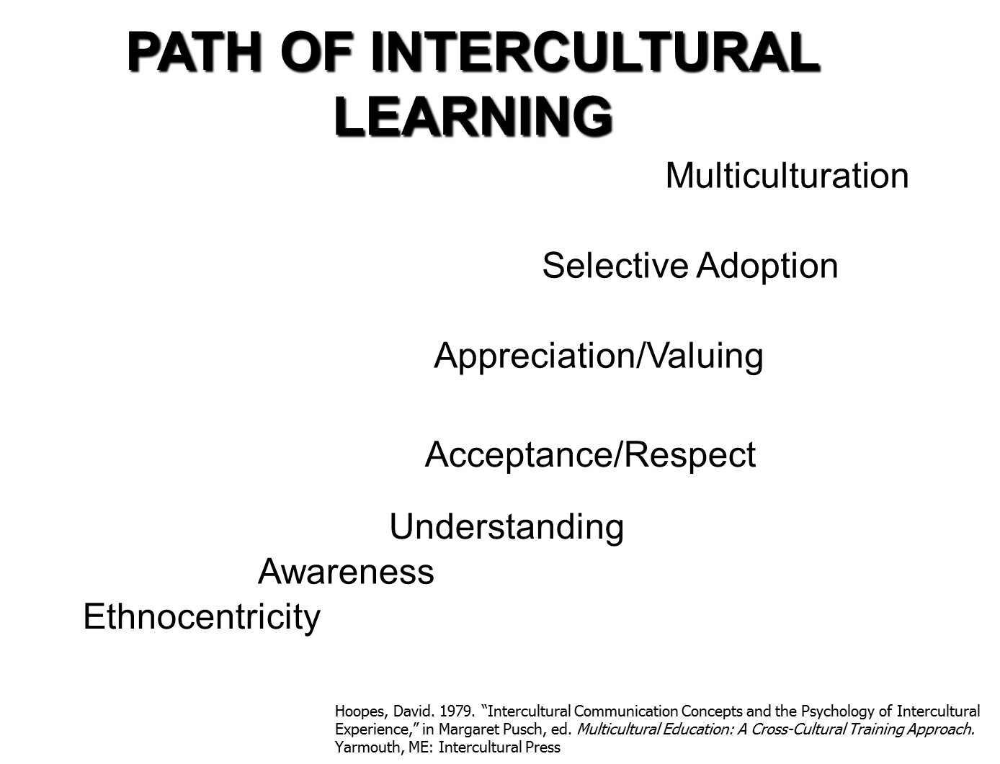 PATH OF INTERCULTURAL
LEARNING
Multiculturation
Selective Adoption
Appreciation/Valuing
Acceptance/Respect
Understanding
Awareness
Ethnocentricity
Hoopes, David. 1979. “Intercultural Communication Concepts and the Psychology of Intercultural
Experience,” in Margaret Pusch, ed. Multicultural Education: A Cross-Cultural Training Approach.
Yarmouth, ME: Intercultural Press